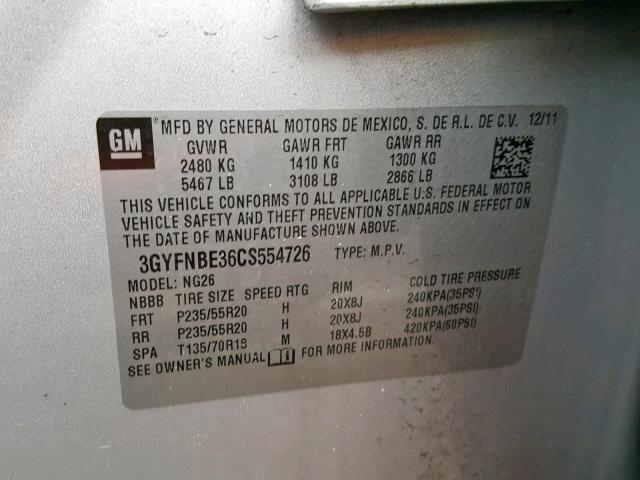 GM ® MFD BY GENERAL MOTORS DE MEXICO, S. DE R.L. DE C.V. 12/11
GVWR GAWR FRT GAWR RR
2480 KG 1410 KG 1300 KG
5467 LB 3108 LB 2866 LB
THIS VEHICLE CONFORMS TO ALL APPLICABLE U.S. FEDERAL MOTOR
VEHICLE SAFETY AND THEFT PREVENTION STANDARDS IN EFFECT ON
THE DATE OF MANUFACTURE SHOWN ABOVE.
3GYFNBE36CS554726 TYPE: M.P.V.
MODEL: NG26
NBBB TIRE SIZE SPEED RTG RIM COLD TIRE PRESSURE
FRT P235/55R20 H 20X8J 240KPA(35PSI)
RR P235/55R20 H 20X8J 240KPA(35PSI)
SPA T135/70R18 M 18X4.5B 420KPA(60PSI)
SEE OWNER'S MANUAL FOR MORE INFORMATION.